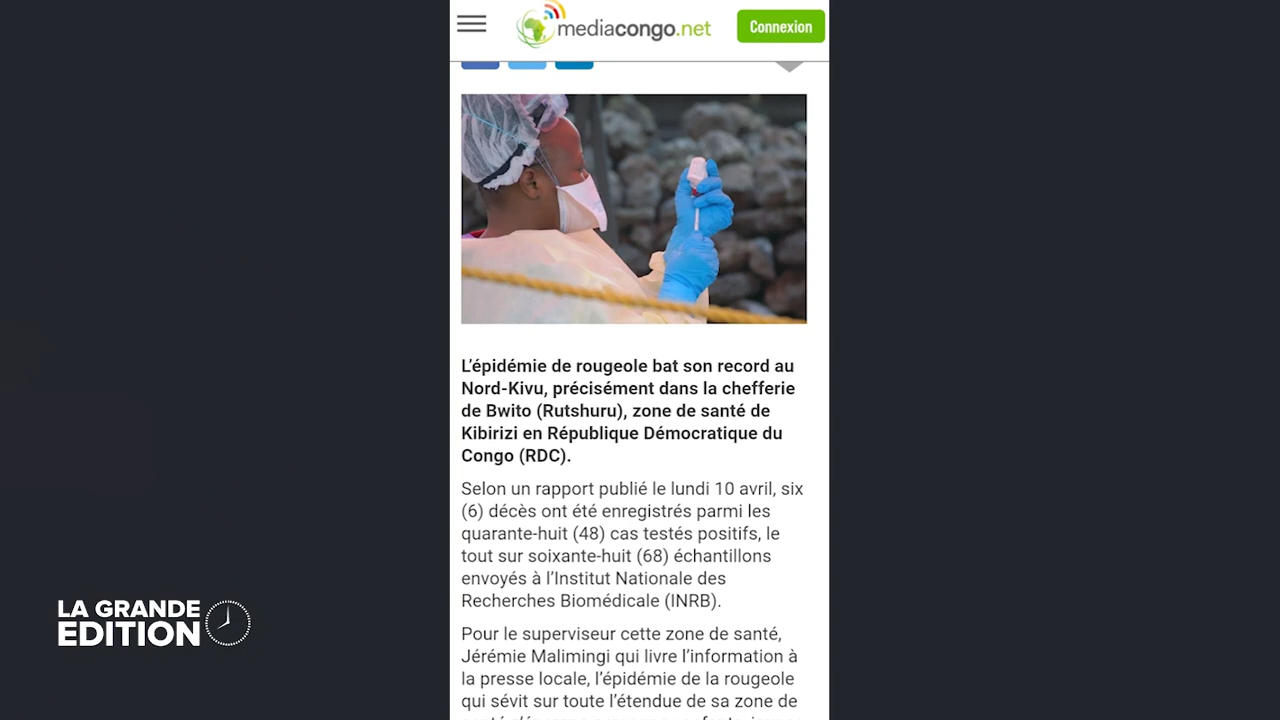 mediacongo.net
Connexion
L'épidémie de rougeole bat son record au
Nord-Kivu, précisément dans la chefferie
de Bwito (Rutshuru), zone de santé de
Kibirizi en République Démocratique du
Congo (RDC).
Selon un rapport publié le lundi 10 avril, six
(6) décès ont été enregistrés parmi les
quarante-huit (48) cas testés positifs, le
tout sur soixante-huit (68) échantillons
envoyés à l'Institut Nationale des
Recherches Biomédicale (INRB).
Pour le superviseur cette zone de santé,
Jérémie Malimingi qui livre l'information à
la presse locale, l'épidémie de la rougeole
qui sévit sur toute l'étendue de sa zone de
LA GRANDE
EDITION